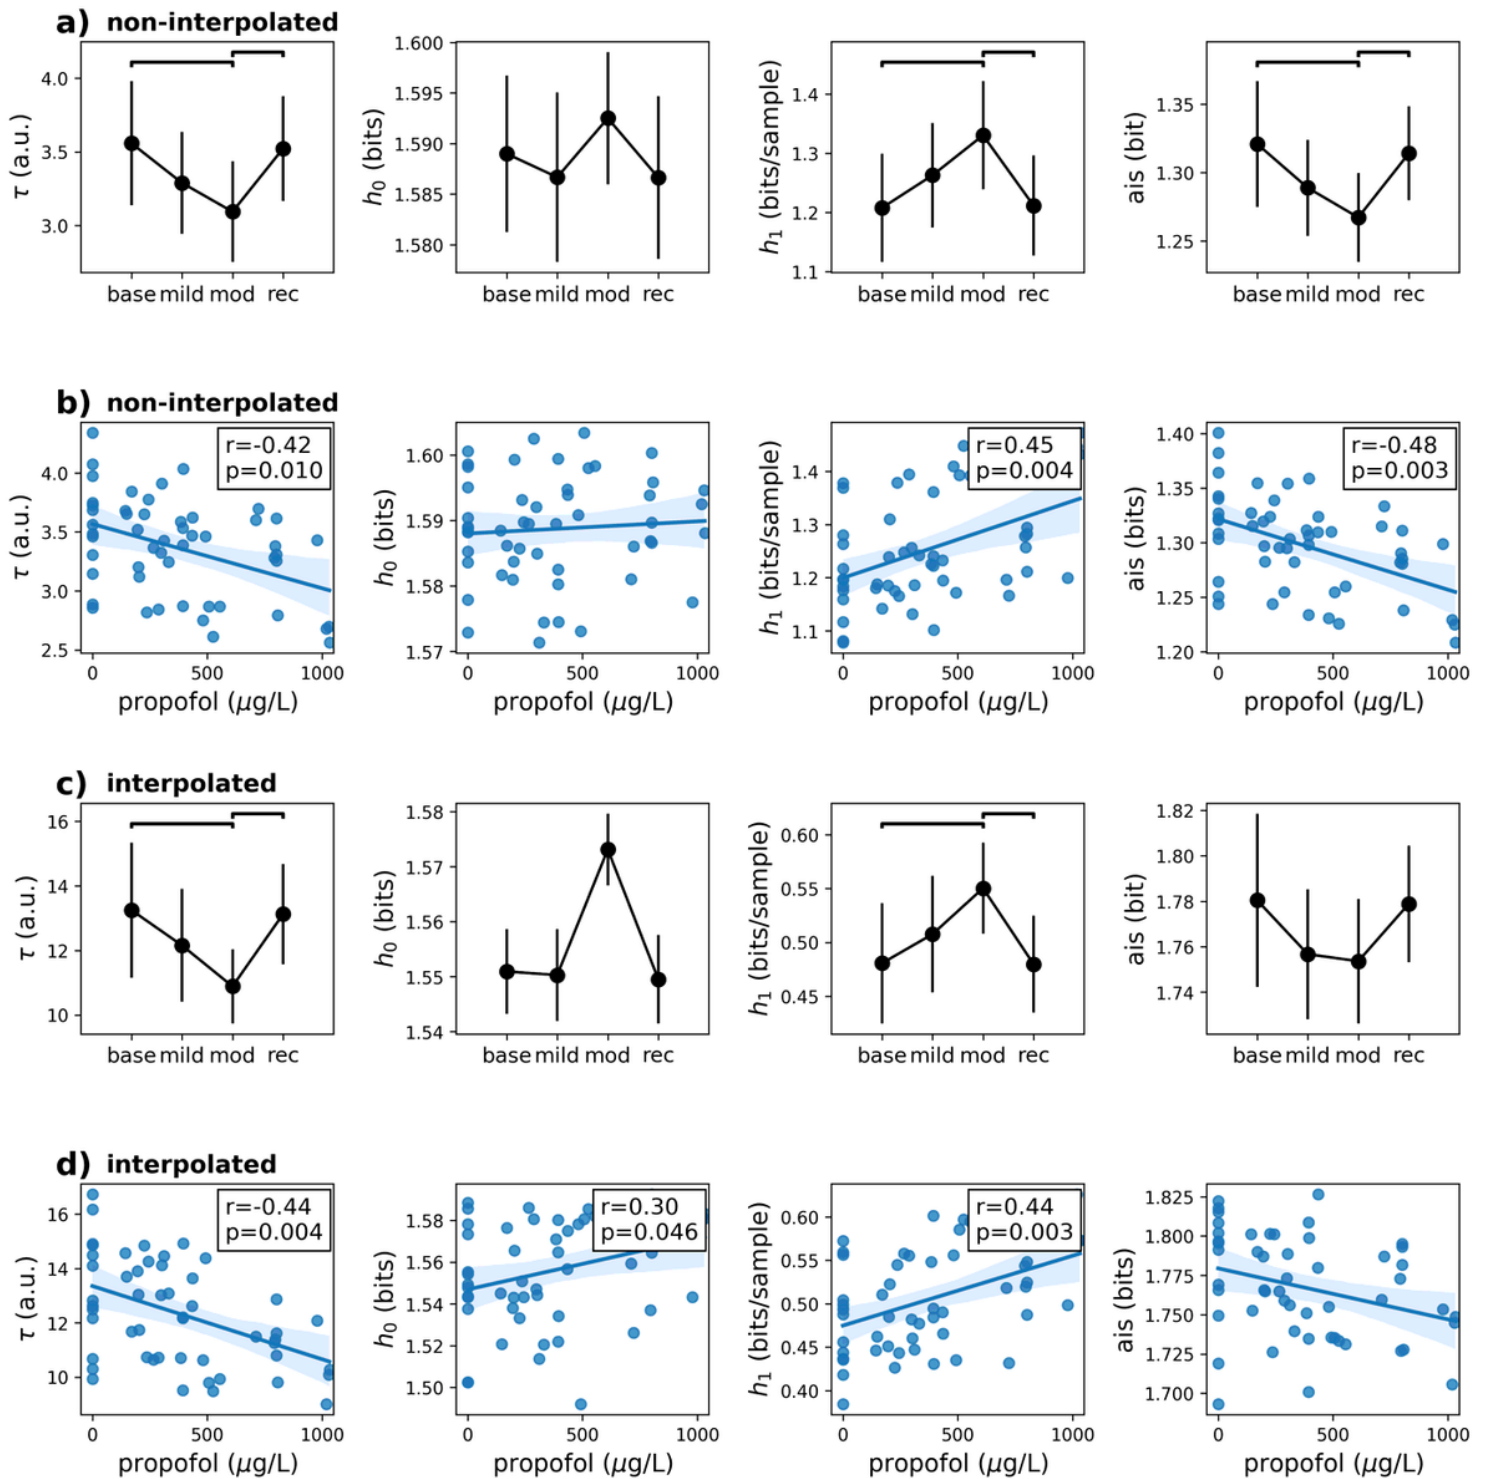 a) non-interpolated
τ (a.u.)
4.0
3.5
3.0
base mild mod rec
h0 (bits)
1.600
1.595
1.590
1.585
1.580
base mild mod rec
h1 (bits/sample)
1.4
1.3
1.2
1.1
base mild mod rec
ais (bit)
1.35
1.30
1.25
base mild mod rec
b) non-interpolated
τ (a.u.)
4.0
3.5
3.0
2.5
r=-0.42
p=0.010
0 500 1000
propofol (μg/L)
h0 (bits)
1.60
1.59
1.58
1.57
0 500 1000
propofol (μg/L)
h1 (bits/sample)
1.4
1.3
1.2
1.1
r=0.45
p=0.004
0 500 1000
propofol (μg/L)
ais (bit)
1.40
1.35
1.30
1.25
1.20
r=-0.48
p=0.003
0 500 1000
propofol (μg/L)
c) interpolated
τ (a.u.)
16
14
12
10
base mild mod rec
h0 (bits)
1.58
1.57
1.56
1.55
1.54
base mild mod rec
h1 (bits/sample)
0.60
0.55
0.50
0.45
base mild mod rec
ais (bit)
1.82
1.80
1.78
1.76
1.74
base mild mod rec
d) interpolated
τ (a.u.)
16
14
12
10
r=-0.44
p=0.004
0 500 1000
propofol (μg/L)
h0 (bits)
1.58
1.56
1.54
1.52
1.50
r=0.30
p=0.046
0 500 1000
propofol (μg/L)
h1 (bits/sample)
0.60
0.55
0.50
0.45
0.40
r=0.44
p=0.003
0 500 1000
propofol (μg/L)
ais (bits)
1.825
1.800
1.775
1.750
1.725
1.700
0 500 1000
propofol (μg/L)